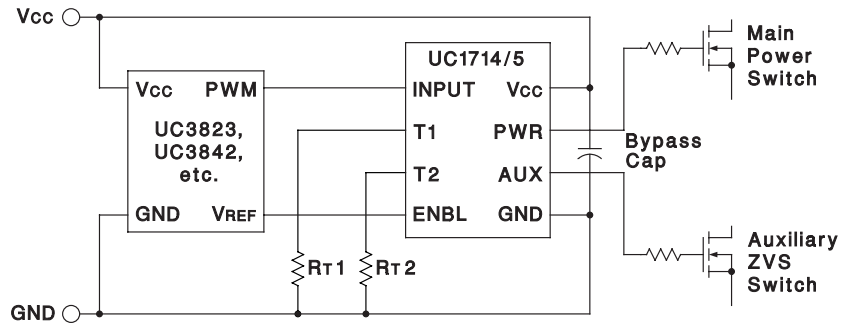 Vcc
UC1714/5
Main
Power
Switch
Vcc PWM
INPUT Vcc
UC3823,
UC3842,
etc.
T1 PWR
Bypass
Cap
T2 AUX
GND VREF
ENBL GND
Auxiliary
ZVS
Switch
RT1
RT2
GND